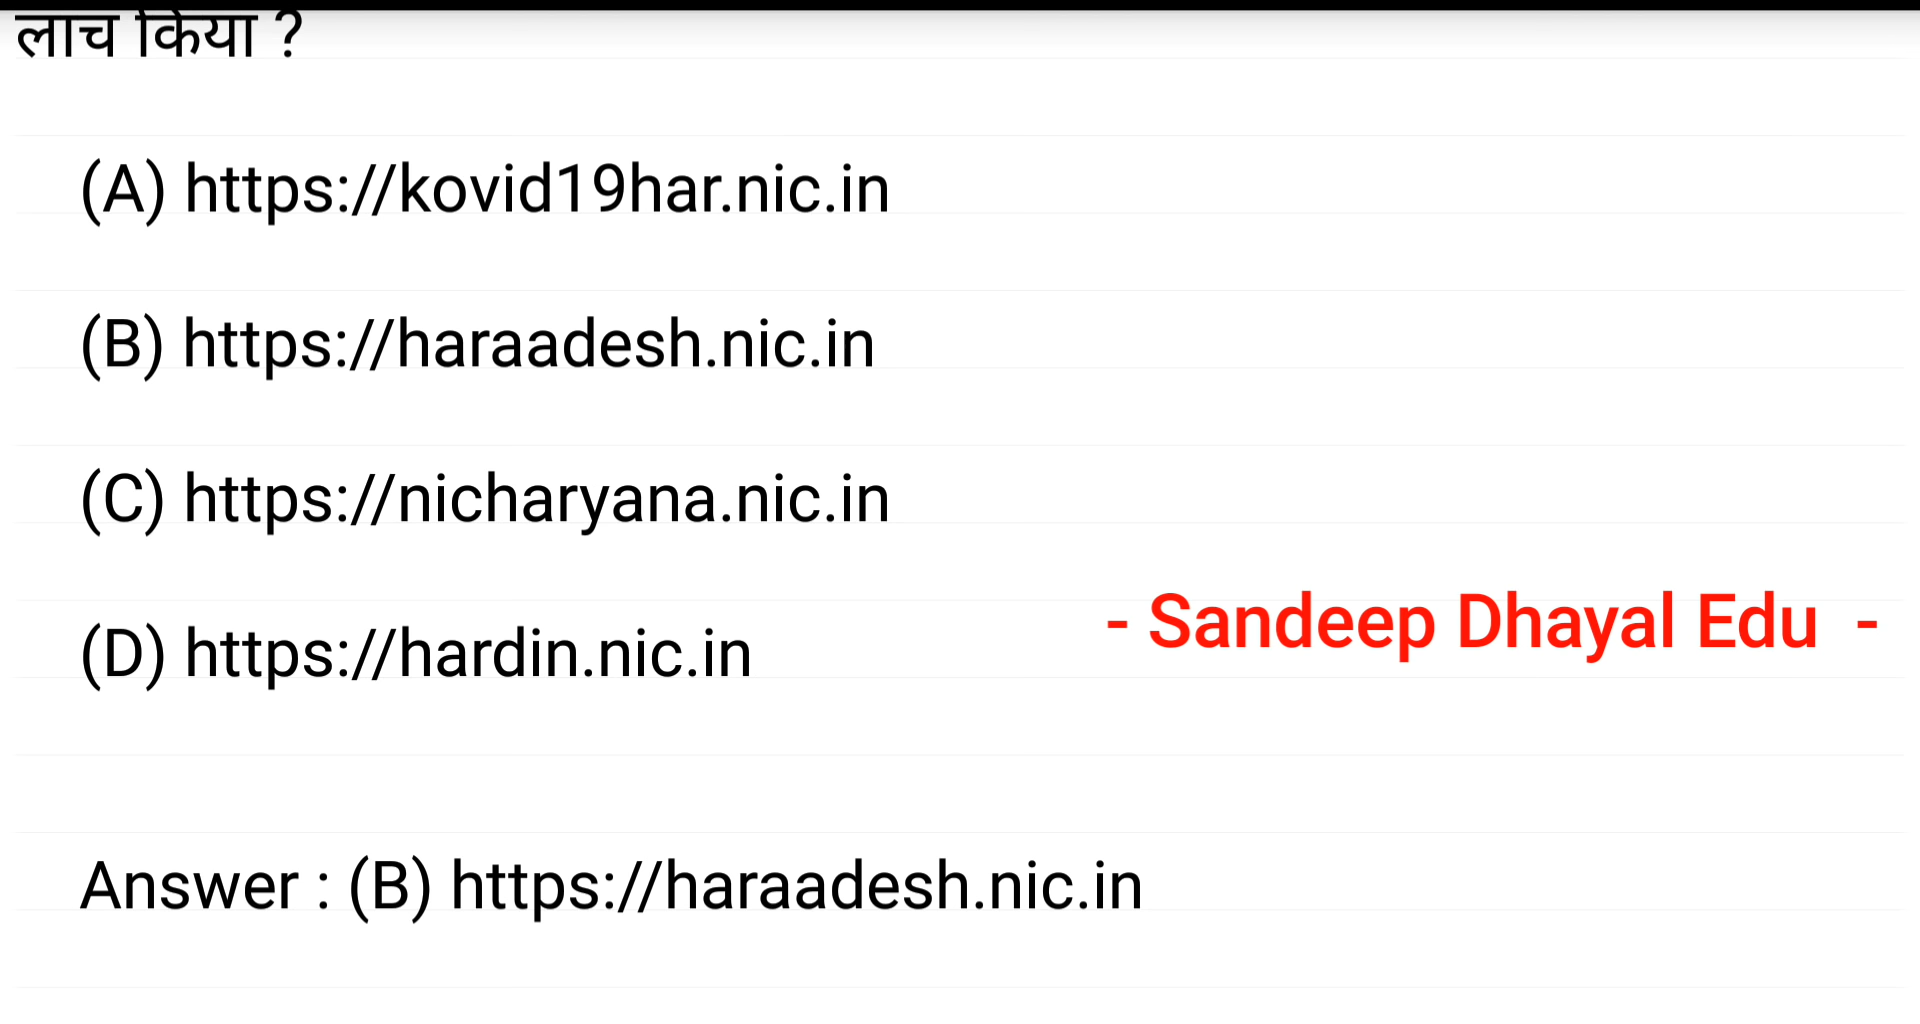 लाच किया ?
(A) https://kovid19har.nic.in
(B) https://haraadesh.nic.in
(C) https://nicharyana.nic.in
(D) https://hardin.nic.in
- Sandeep Dhayal Edu -
Answer : (B) https://haraadesh.nic.in